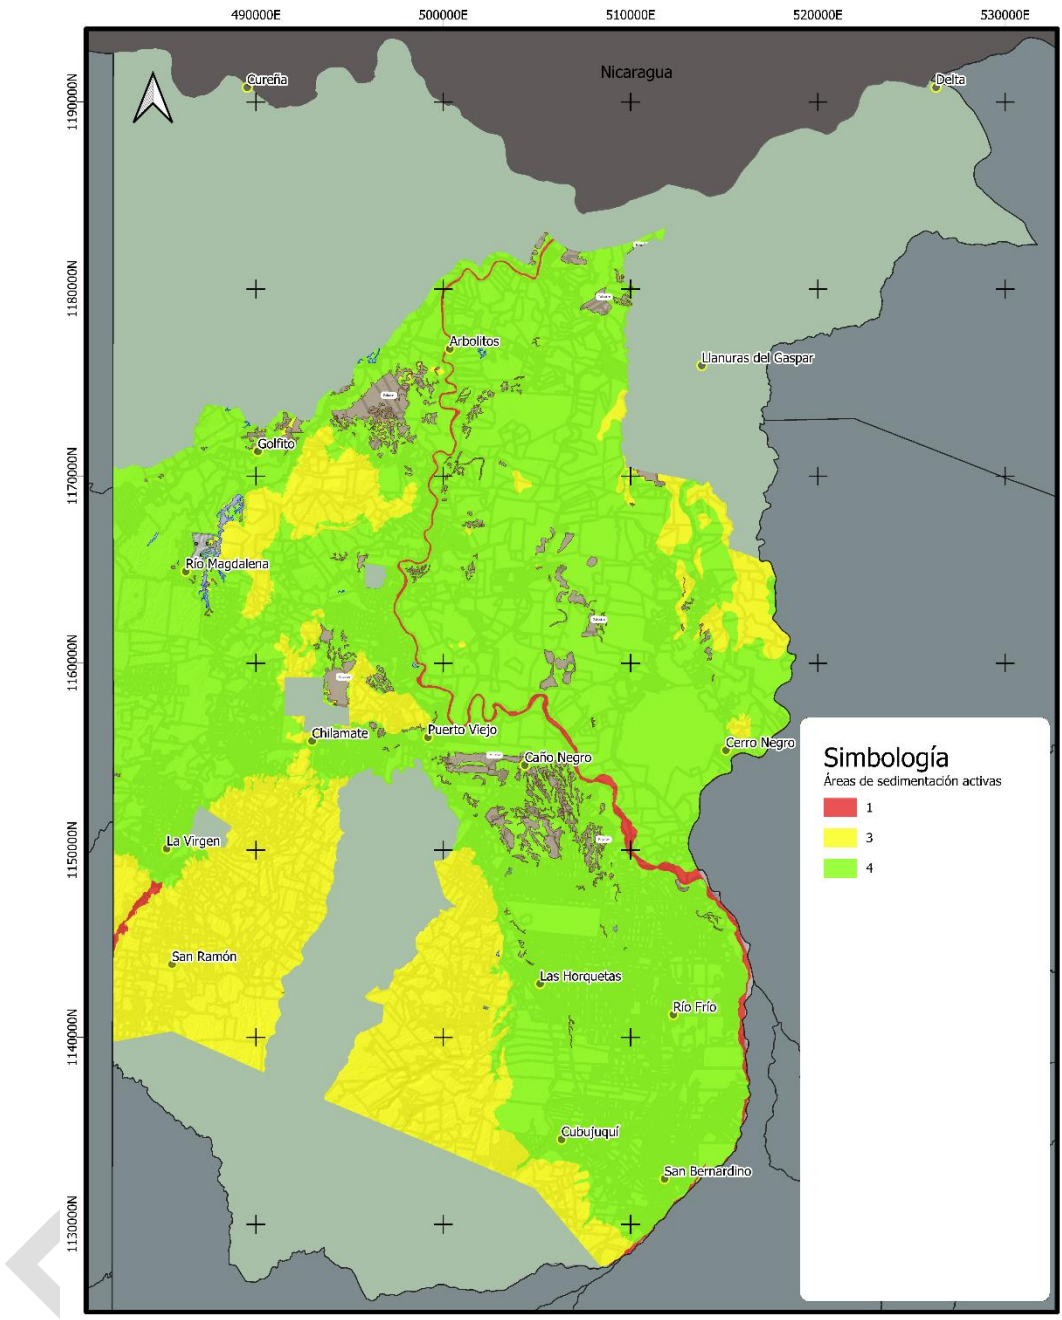 490000E 500000E 510000E 520000E 530000E
1190000N
1180000N
1170000N
1160000N
1150000N
1140000N
1130000N
Nicaragua
Cureña
Delta
Arbolitos
Llanuras del Gaspar
Golfito
Río Magdalena
Chilamate
Puerto Viejo
Caño Negro
Cerro Negro
La Virgen
San Ramón
Las Horquetas
Río Frío
Cubujuquí
San Bernardino
Simbología
Áreas de sedimentación activas
1
3
4